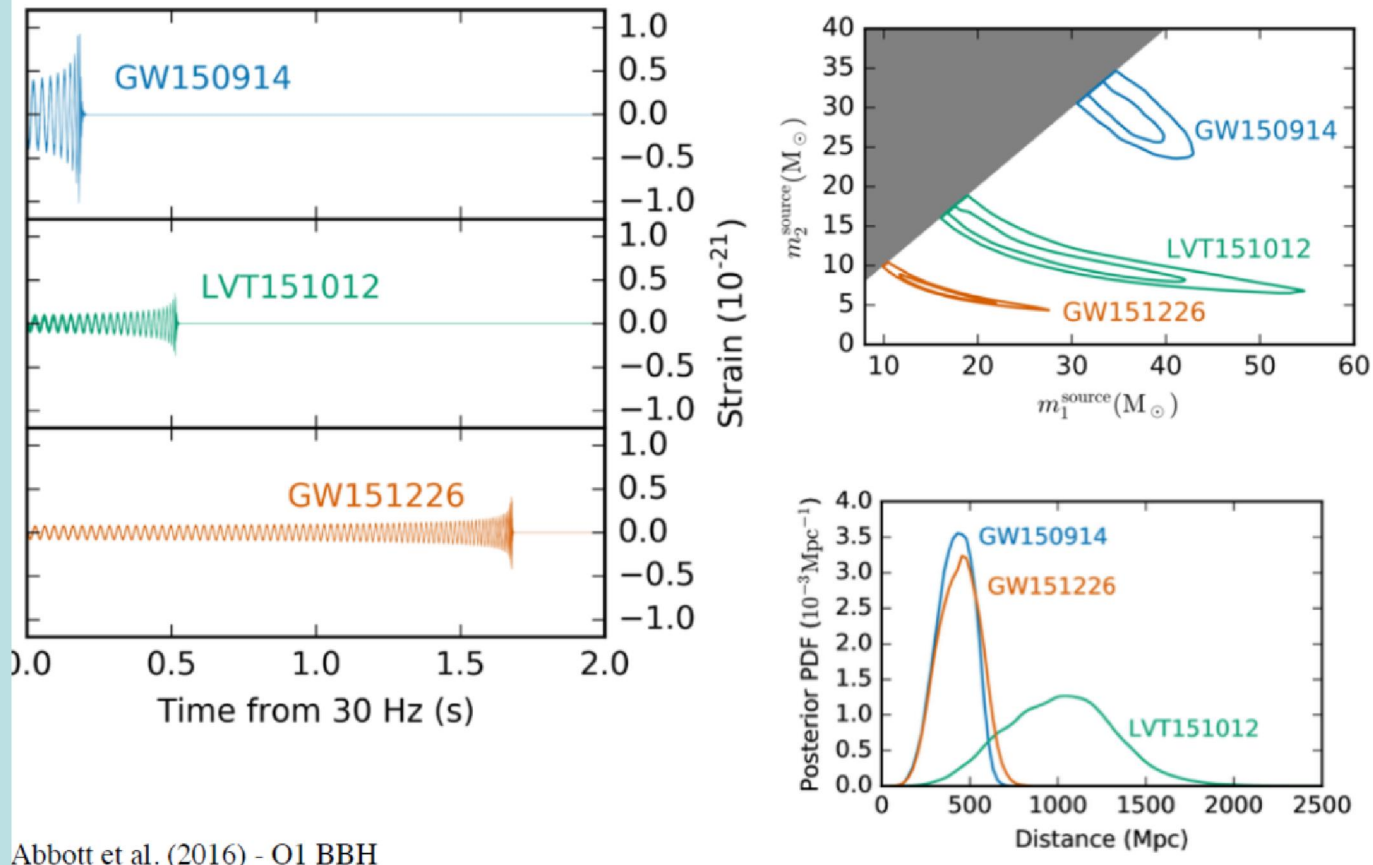 GW150914
1.0
0.5
0.0
−0.5
−1.0
LVT151012
1.0
0.5
0.0
−0.5
−1.0
GW151226
1.0
0.5
0.0
−0.5
−1.0
Strain (10⁻²¹)
0.0 0.5 1.0 1.5 2.0
Time from 30 Hz (s)
40
35
30
25
20
15
10
5
0
m₂^source (M⊙)
GW150914
LVT151012
GW151226
10 20 30 40 50 60
m₁^source (M⊙)
4.0
3.5
3.0
2.5
2.0
1.5
1.0
0.5
0.0
Posterior PDF (10⁻³Mpc⁻¹)
GW150914
GW151226
LVT151012
0 500 1000 1500 2000 2500
Distance (Mpc)
Abbott et al. (2016) - O1 BBH